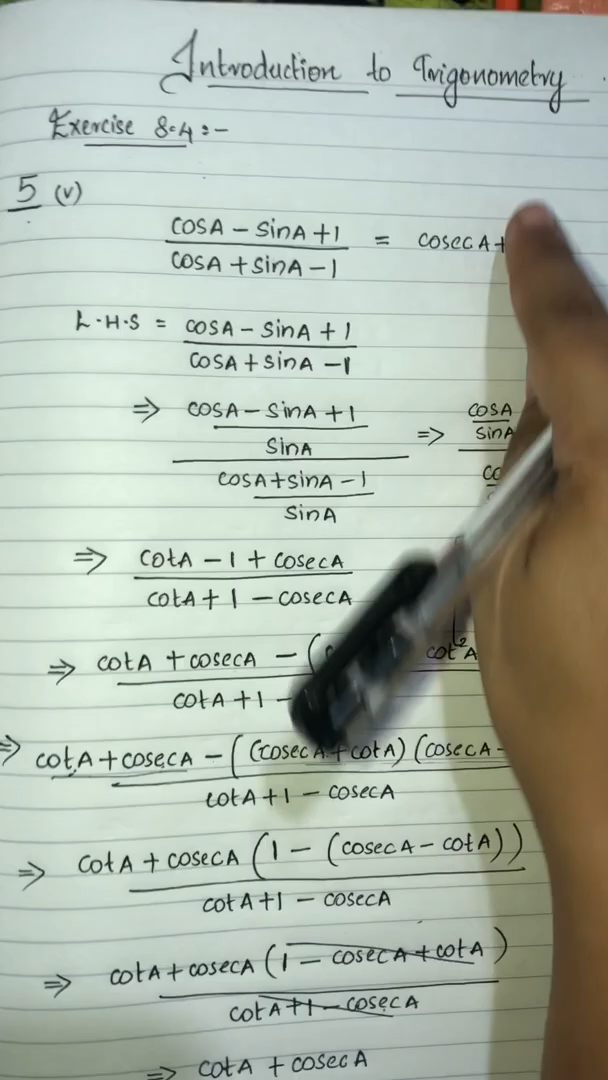 Introduction to Trigonometry
Exercise 8.4:-
5 (v)
cosA - sinA + 1 = cosecA +
cosA + sinA - 1
L.H.S = cosA - sinA + 1
cosA + sinA - 1
⇒ cosA - sinA + 1 ⇒ cosA
sinA sinA
cosA + sinA - 1
sinA
⇒ cotA - 1 + cosecA
cotA + 1 - cosecA
⇒ cotA + cosecA - ( cot²A
cotA + 1 -
⇒ cotA + cosecA - ((cosecA + cotA)(cosecA -
cotA + 1 - cosecA
⇒ cotA + cosecA (1 - (cosecA - cotA))
cotA + 1 - cosecA
⇒ cotA + cosecA (1 - cosecA + cotA)
cotA + 1 - cosecA
⇒ cotA + cosecA